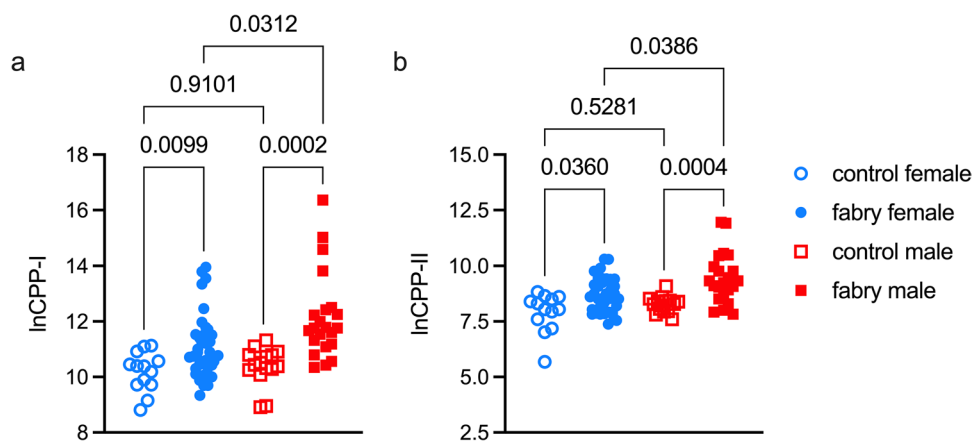 a
0.0312
0.9101
0.0099
0.0002
18
16
14
12
10
8
lnCPP-I
b
0.0386
0.5281
0.0360
0.0004
15.0
12.5
10.0
7.5
5.0
2.5
lnCPP-II
control female
fabry female
control male
fabry male